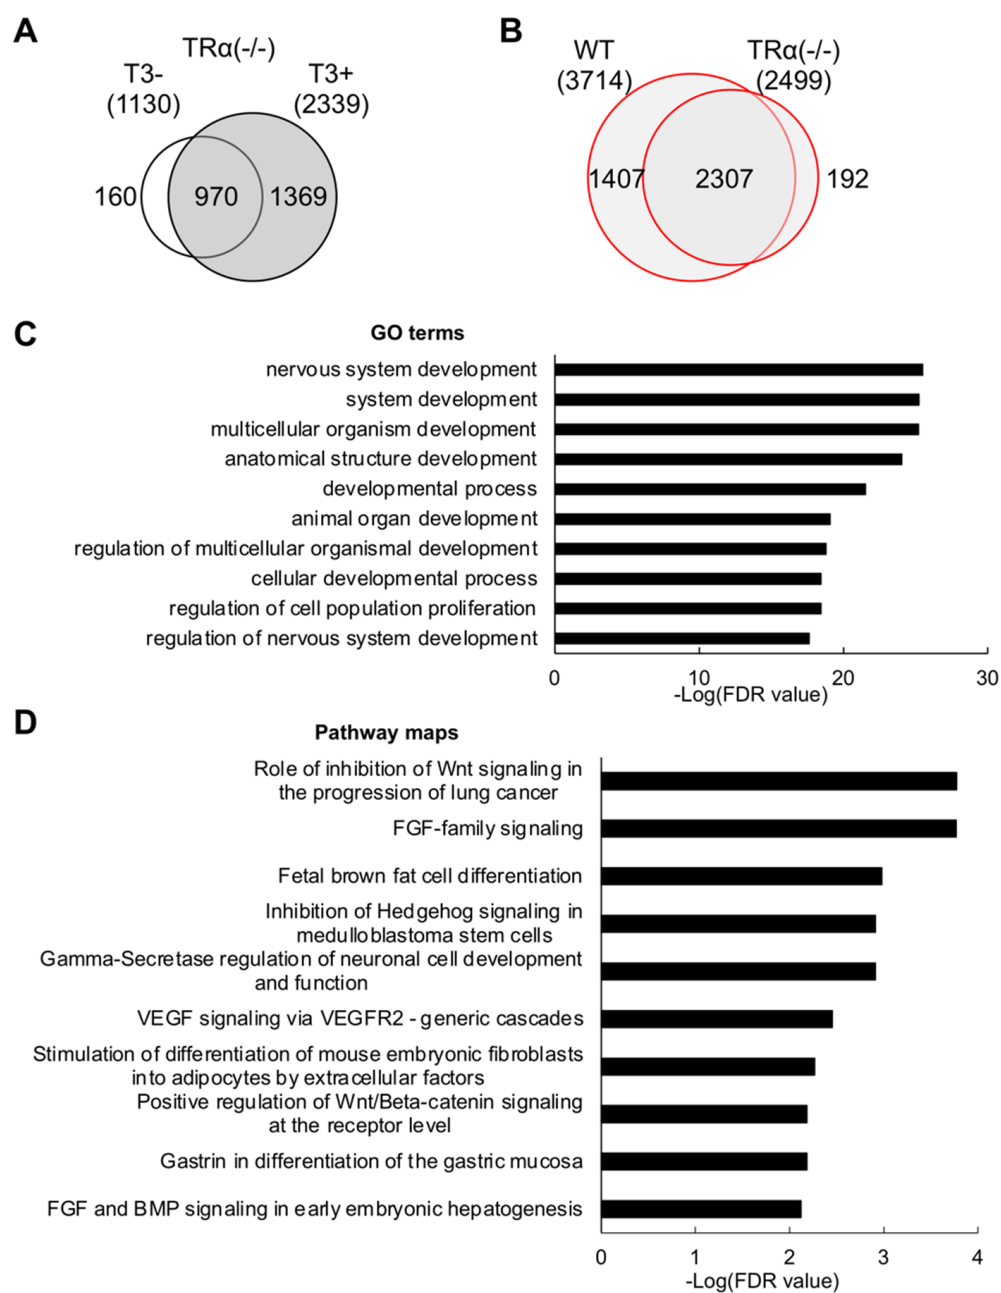 A
TRα(-/-)
T3-
(1130)
T3+
(2339)
160
970
1369
B
WT
(3714)
TRα(-/-)
(2499)
1407
2307
192
C
GO terms
nervous system development
system development
multicellular organism development
anatomical structure development
developmental process
animal organ development
regulation of multicellular organismal development
cellular developmental process
regulation of cell population proliferation
regulation of nervous system development
0
10
20
30
-Log(FDR value)
D
Pathway maps
Role of inhibition of Wnt signaling in
the progression of lung cancer
FGF-family signaling
Fetal brown fat cell differentiation
Inhibition of Hedgehog signaling in
medulloblastoma stem cells
Gamma-Secretase regulation of neuronal cell development
and function
VEGF signaling via VEGFR2 - generic cascades
Stimulation of differentiation of mouse embryonic fibroblasts
into adipocytes by extracellular factors
Positive regulation of Wnt/Beta-catenin signaling
at the receptor level
Gastrin in differentiation of the gastric mucosa
FGF and BMP signaling in early embryonic hepatogenesis
0
1
2
3
4
-Log(FDR value)